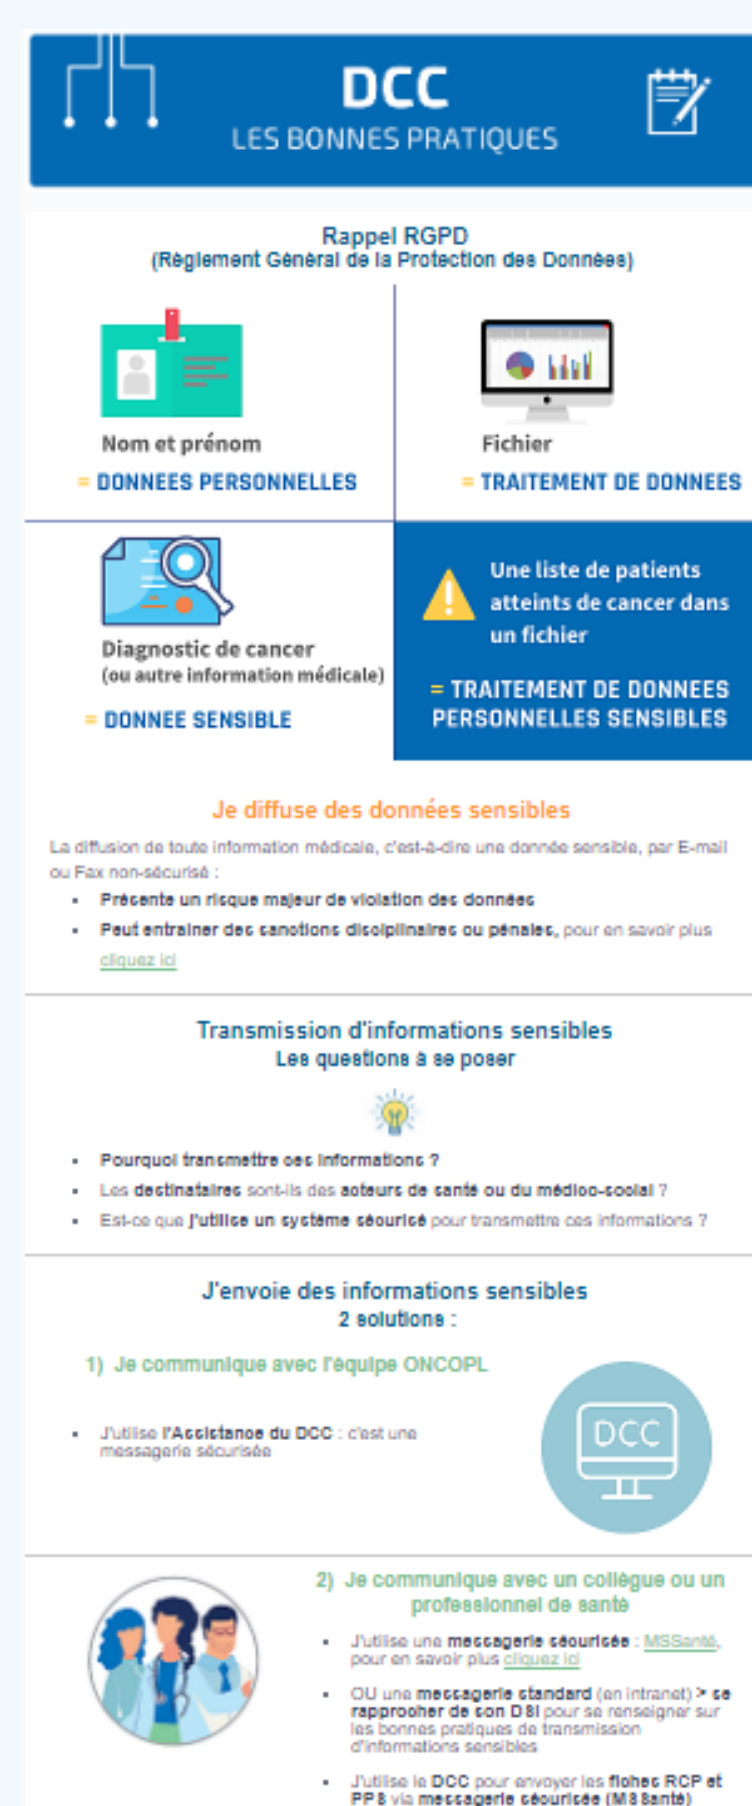 DCC
LES BONNES PRATIQUES
Rappel RGPD
(Règlement Général de la Protection des Données)
Nom et prénom
= DONNEES PERSONNELLES
Fichier
= TRAITEMENT DE DONNEES
Diagnostic de cancer
(ou autre information médicale)
= DONNEE SENSIBLE
Une liste de patients
atteints de cancer dans
un fichier
= TRAITEMENT DE DONNEES
PERSONNELLES SENSIBLES
Je diffuse des données sensibles
La diffusion de toute information médicale, c'est-à-dire une donnée sensible, par E-mail
ou Fax non-sécurisé :
▪ Présente un risque majeur de violation des données
▪ Peut entrainer des sanctions disciplinaires ou pénales, pour en savoir plus
cliquez ici
Transmission d'informations sensibles
Les questions à se poser
▪ Pourquoi transmettre ces informations ?
▪ Les destinataires sont-ils des acteurs de santé ou du médico-social ?
▪ Est-ce que j'utilise un système sécurisé pour transmettre ces informations ?
J'envoie des informations sensibles
2 solutions :
1) Je communique avec l'équipe ONCOPL
▪ J'utilise l'Assistance du DCC : c'est une
messagerie sécurisée
DCC
2) Je communique avec un collègue ou un
professionnel de santé
▪ J'utilise une messagerie sécurisée : MSSanté,
pour en savoir plus cliquez ici
▪ OU une messagerie standard (en intranet) > se
rapprocher de son DSI pour se renseigner sur
les bonnes pratiques de transmission
d'informations sensibles
▪ J'utilise le DCC pour envoyer les fiches RCP et
PPS via messagerie sécurisée (MSSanté)